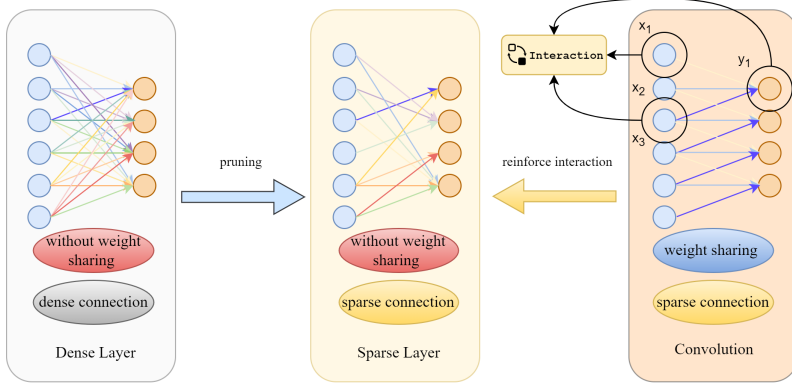 without weight
sharing
dense connection
Dense Layer
pruning
without weight
sharing
sparse connection
Sparse Layer
Interaction
reinforce interaction
x1
x2
x3
y1
weight sharing
sparse connection
Convolution